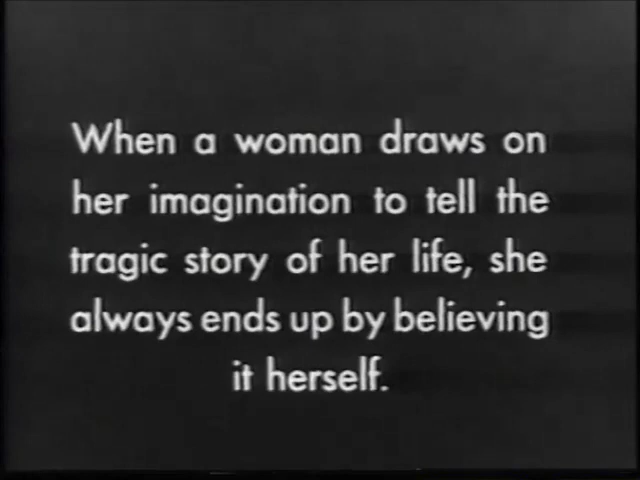 When a woman draws on
her imagination to tell the
tragic story of her life, she
always ends up by believing
it herself.